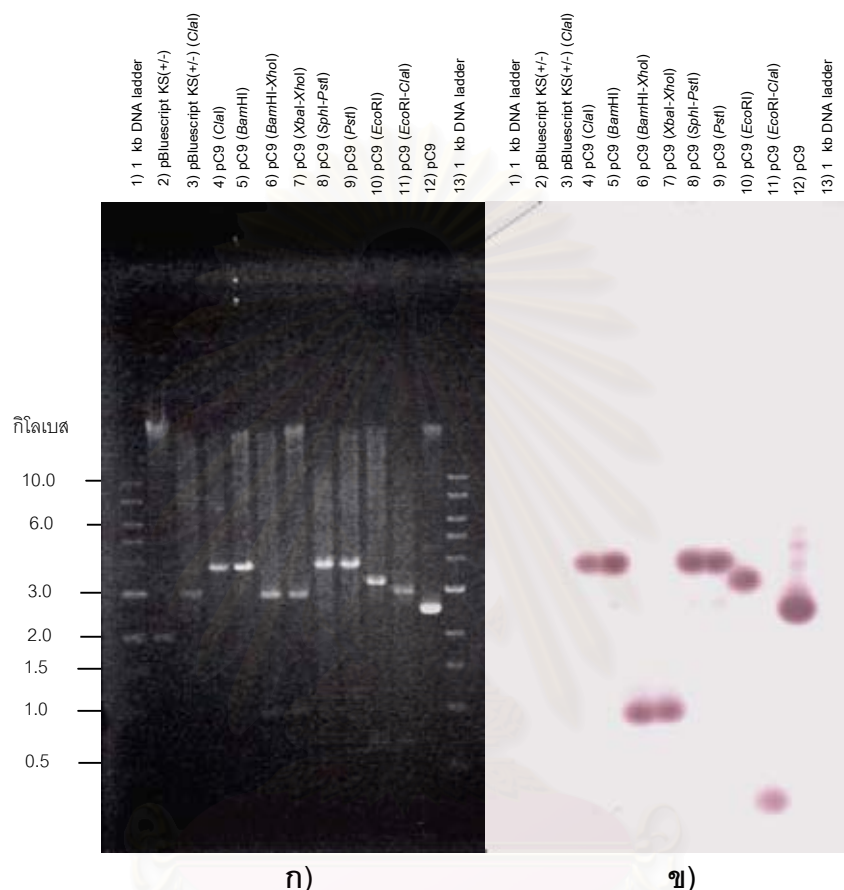 1) 1 kb DNA ladder
2) pBluescript KS(+/-)
3) pBluescript KS(+/-) (ClaI)
4) pC9 (ClaI)
5) pC9 (BamHI)
6) pC9 (BamHI-XhoI)
7) pC9 (XbaI-XhoI)
8) pC9 (SphI-PstI)
9) pC9 (PstI)
10) pC9 (EcoRI)
11) pC9 (EcoRI-ClaI)
12) pC9
13) 1 kb DNA ladder
1) 1 kb DNA ladder
2) pBluescript KS(+/-)
3) pBluescript KS(+/-) (ClaI)
4) pC9 (ClaI)
5) pC9 (BamHI)
6) pC9 (BamHI-XhoI)
7) pC9 (XbaI-XhoI)
8) pC9 (SphI-PstI)
9) pC9 (PstI)
10) pC9 (EcoRI)
11) pC9 (EcoRI-ClaI)
12) pC9
13) 1 kb DNA ladder
กิโลเบส
10.0
6.0
3.0
2.0
1.5
1.0
0.5
ก)
ข)